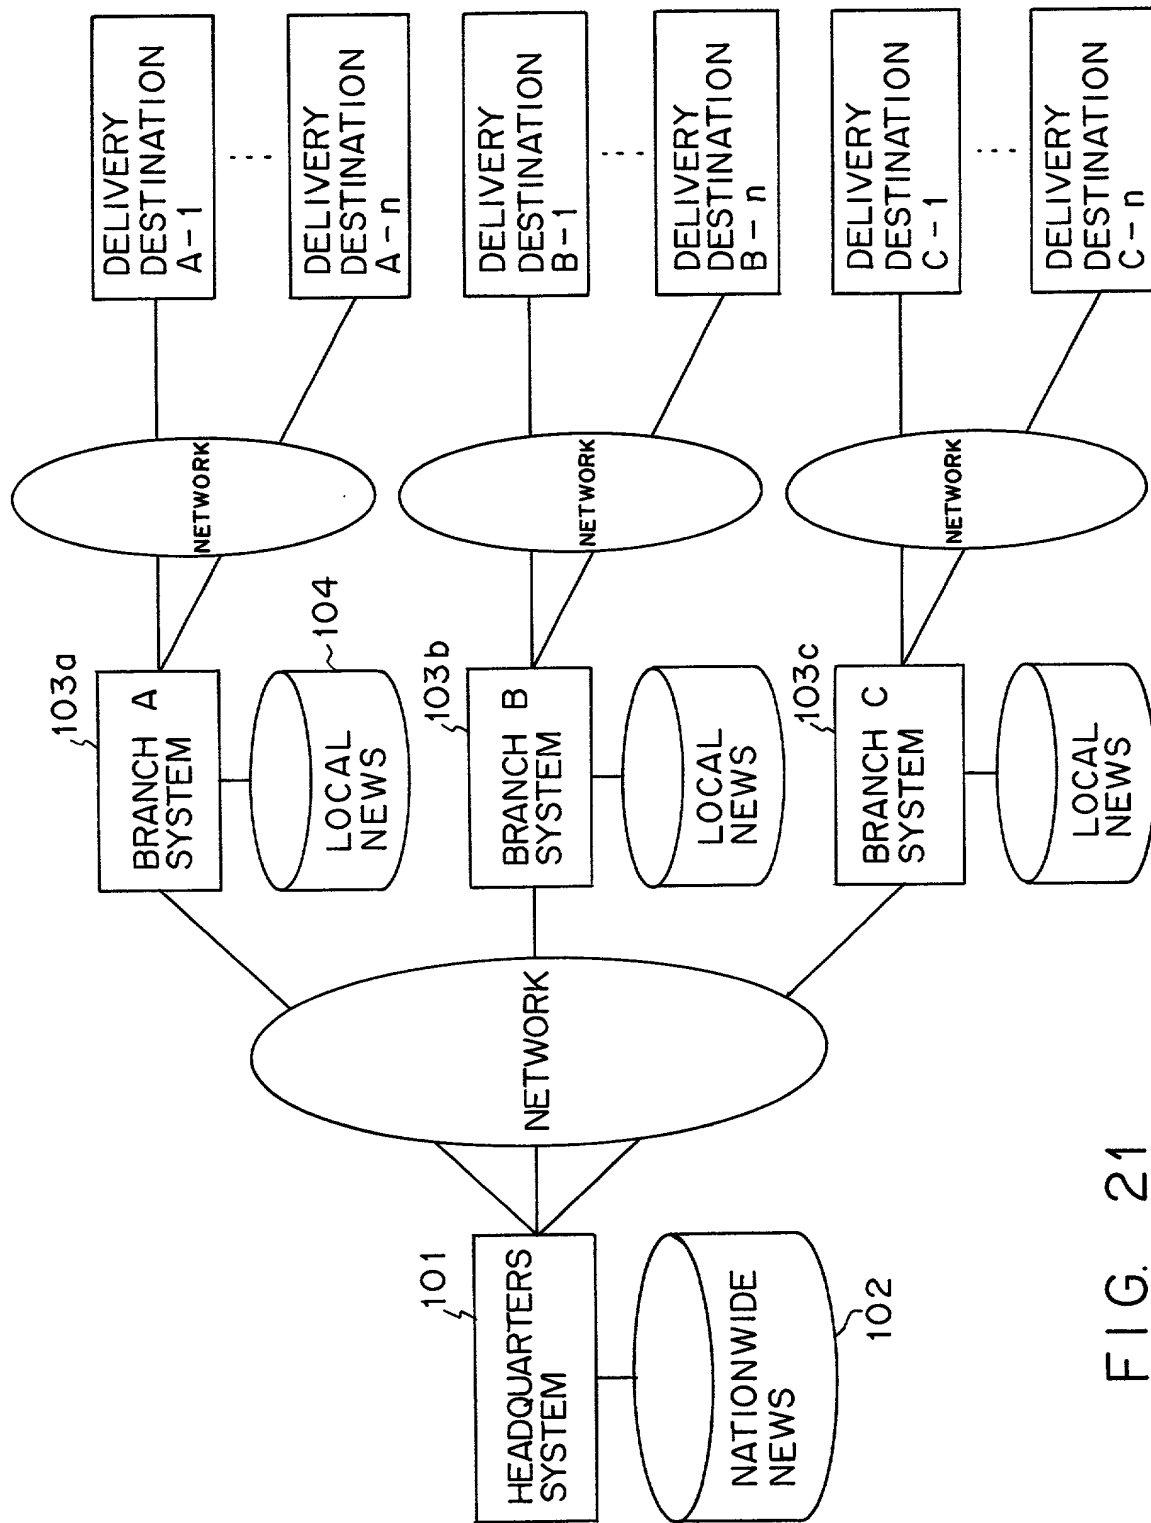 101
HEADQUARTERS
SYSTEM
NATIONWIDE
NEWS
102
NETWORK
103a
BRANCH A
SYSTEM
104
LOCAL
NEWS
103b
BRANCH B
SYSTEM
LOCAL
NEWS
103c
BRANCH C
SYSTEM
LOCAL
NEWS
NETWORK
NETWORK
NETWORK
DELIVERY
DESTINATION
A-1
DELIVERY
DESTINATION
A-n
DELIVERY
DESTINATION
B-1
DELIVERY
DESTINATION
B-n
DELIVERY
DESTINATION
C-1
DELIVERY
DESTINATION
C-n
FIG. 21